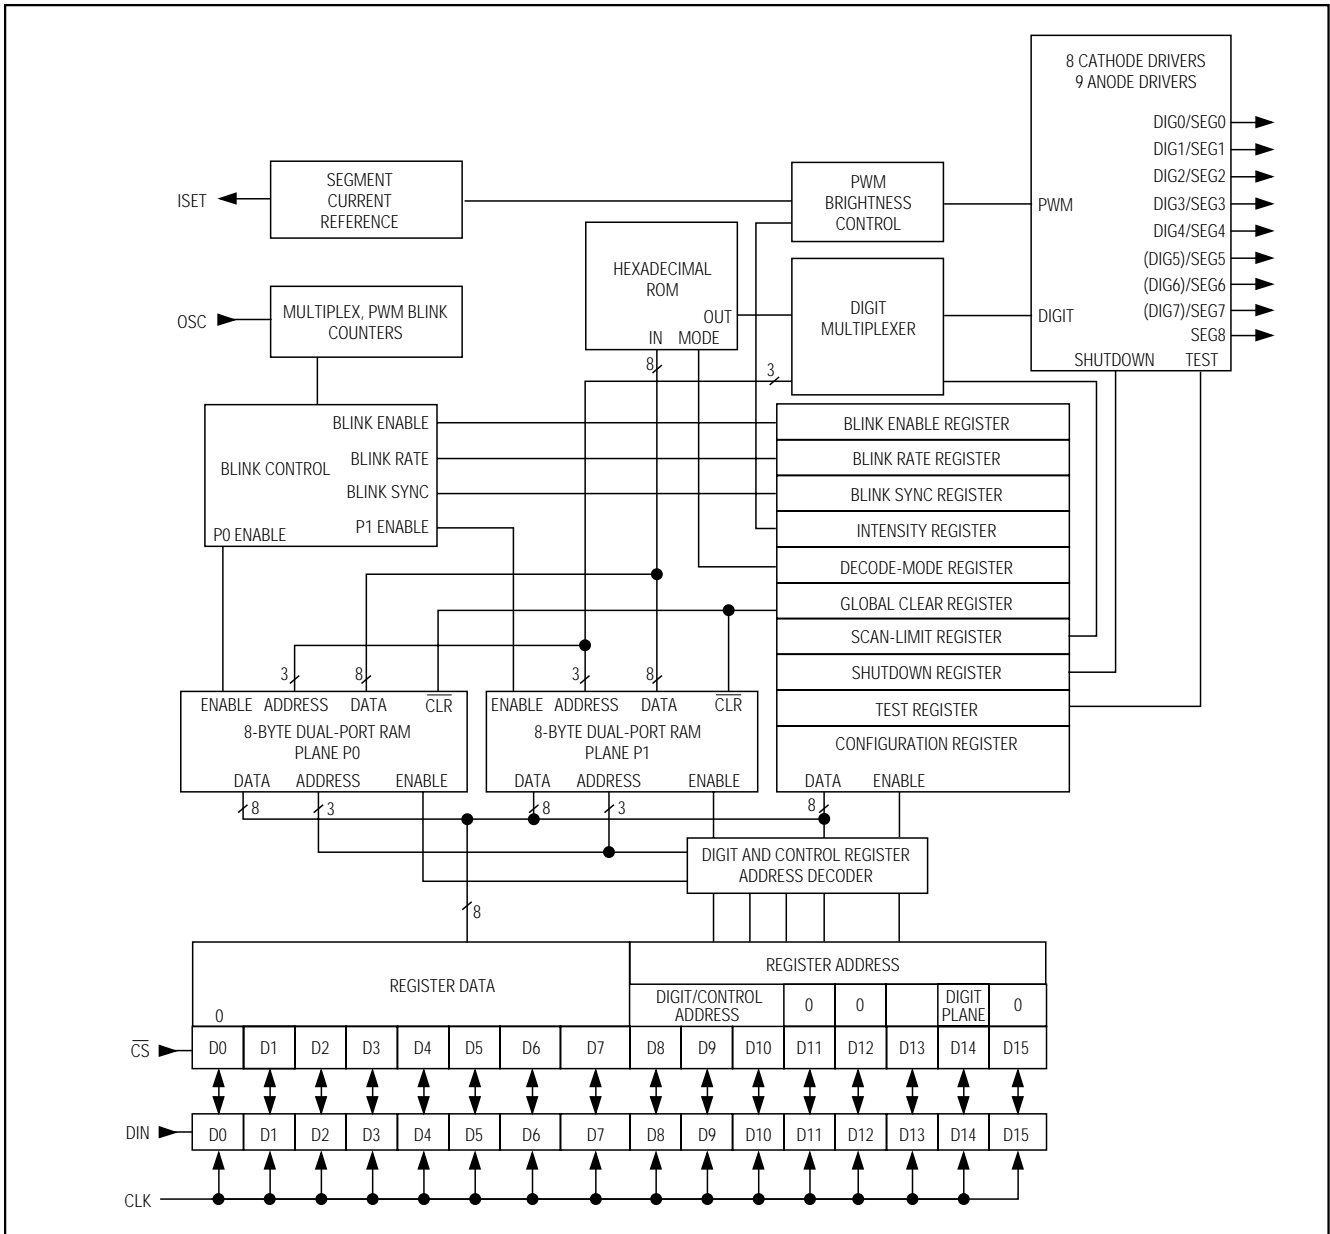 8 CATHODE DRIVERS
9 ANODE DRIVERS
DIG0/SEG0
DIG1/SEG1
DIG2/SEG2
DIG3/SEG3
DIG4/SEG4
(DIG5)/SEG5
(DIG6)/SEG6
(DIG7)/SEG7
SEG8
PWM
DIGIT
SHUTDOWN TEST
ISET
SEGMENT
CURRENT
REFERENCE
PWM
BRIGHTNESS
CONTROL
HEXADECIMAL
ROM
OUT
IN MODE
8
DIGIT
MULTIPLEXER
3
OSC
MULTIPLEX, PWM BLINK
COUNTERS
BLINK ENABLE
BLINK CONTROL
BLINK RATE
BLINK SYNC
P1 ENABLE
P0 ENABLE
BLINK ENABLE REGISTER
BLINK RATE REGISTER
BLINK SYNC REGISTER
INTENSITY REGISTER
DECODE-MODE REGISTER
GLOBAL CLEAR REGISTER
SCAN-LIMIT REGISTER
SHUTDOWN REGISTER
TEST REGISTER
CONFIGURATION REGISTER
DATA ENABLE
8
3 8 3 8
ENABLE ADDRESS DATA CLR
8-BYTE DUAL-PORT RAM
PLANE P0
DATA ADDRESS ENABLE
8 3
ENABLE ADDRESS DATA CLR
8-BYTE DUAL-PORT RAM
PLANE P1
DATA ADDRESS ENABLE
8 3
DIGIT AND CONTROL REGISTER
ADDRESS DECODER
8
REGISTER DATA
0
REGISTER ADDRESS
DIGIT/CONTROL
ADDRESS
0 0
DIGIT
PLANE
0
CS D0 D1 D2 D3 D4 D5 D6 D7 D8 D9 D10 D11 D12 D13 D14 D15
DIN D0 D1 D2 D3 D4 D5 D6 D7 D8 D9 D10 D11 D12 D13 D14 D15
CLK